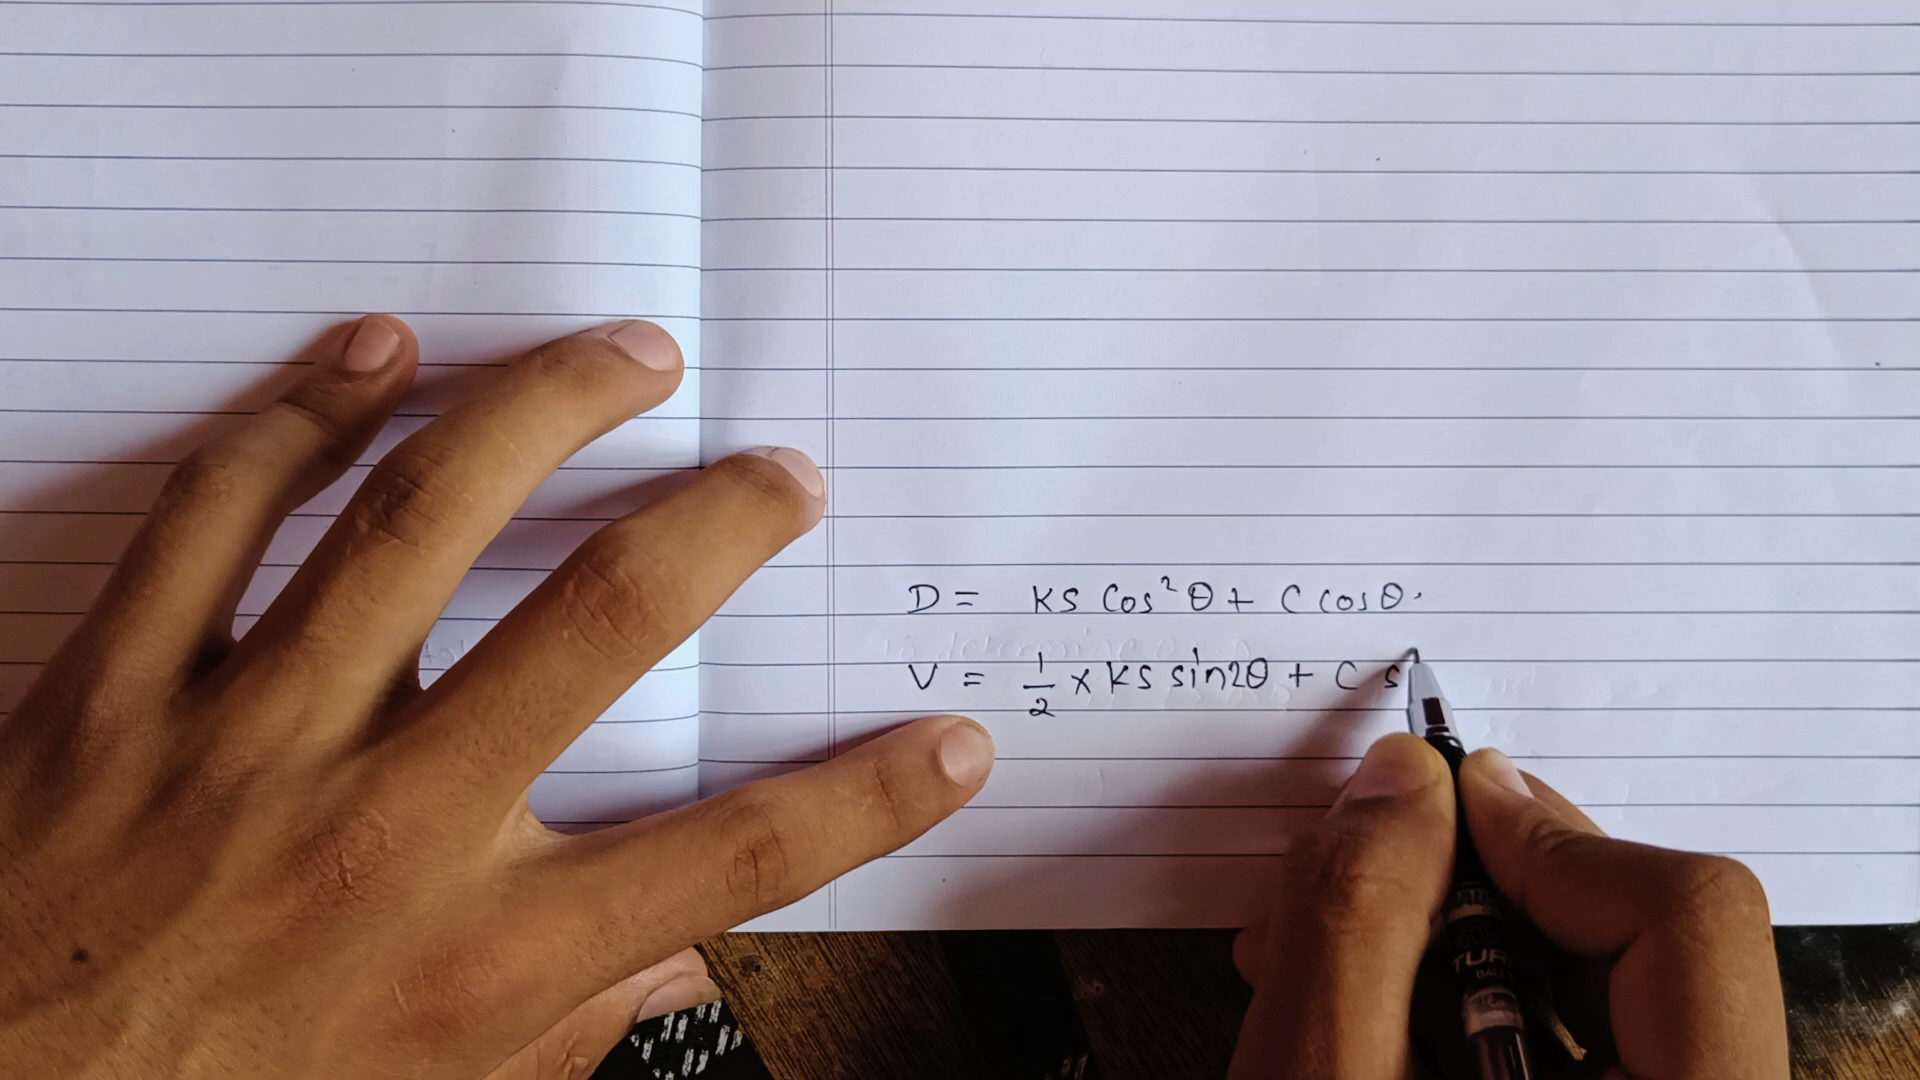 D = KS Cos²θ + C cosθ.
V = 1/2 × KS sin2θ + C s